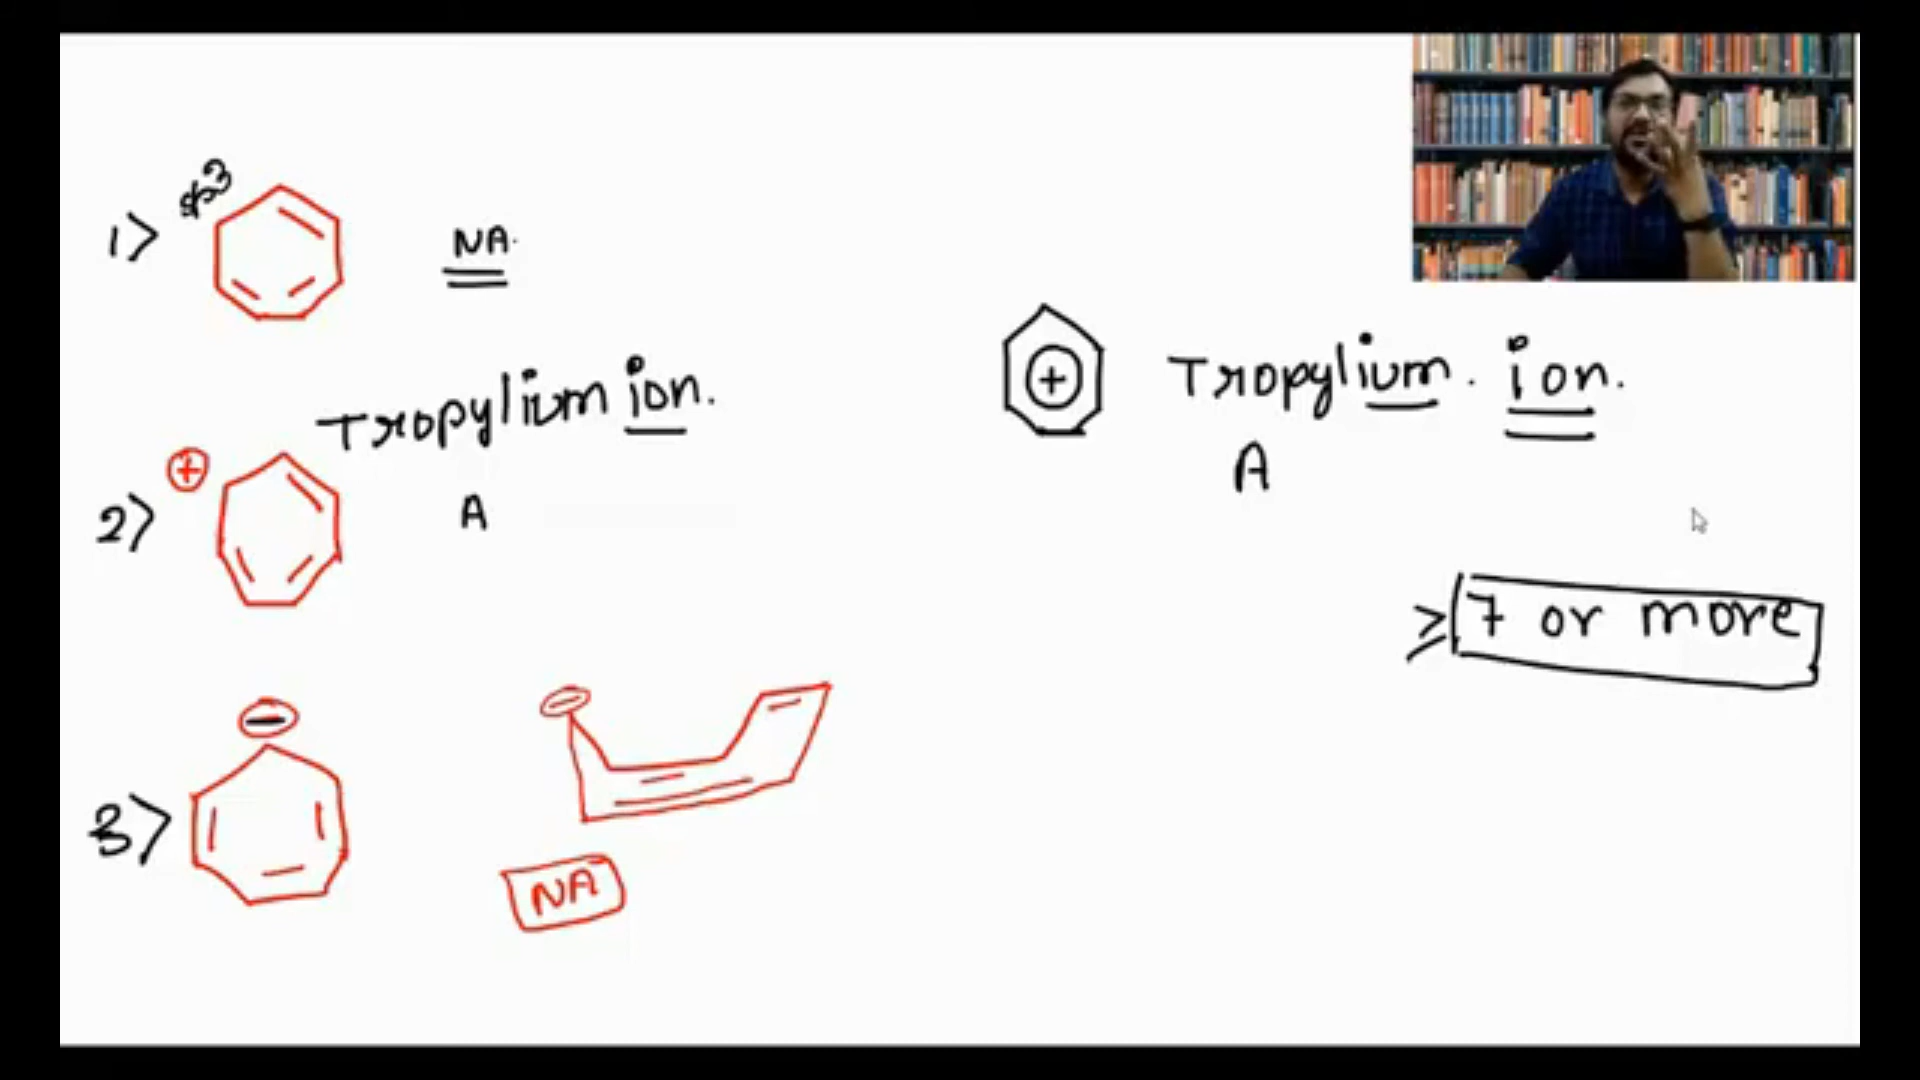 1> sp3
NA.
Tropylium ion.
+
2>
A
+ Tropylium. ion.
A
≥ 7 or more
3>
−
−
NA